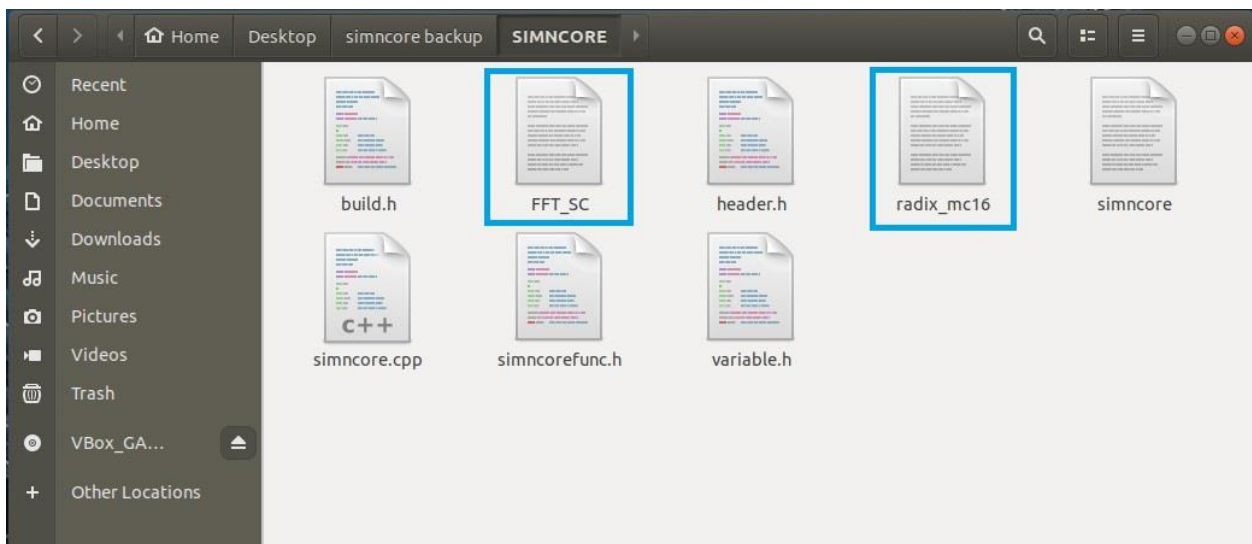 Home Desktop simncore backup SIMNCORE
Recent
Home
Desktop
Documents
Downloads
Music
Pictures
Videos
Trash
VBox_GA...
Other Locations
build.h FFT_SC header.h radix_mc16 simncore
c++
simncore.cpp simncorefunc.h variable.h